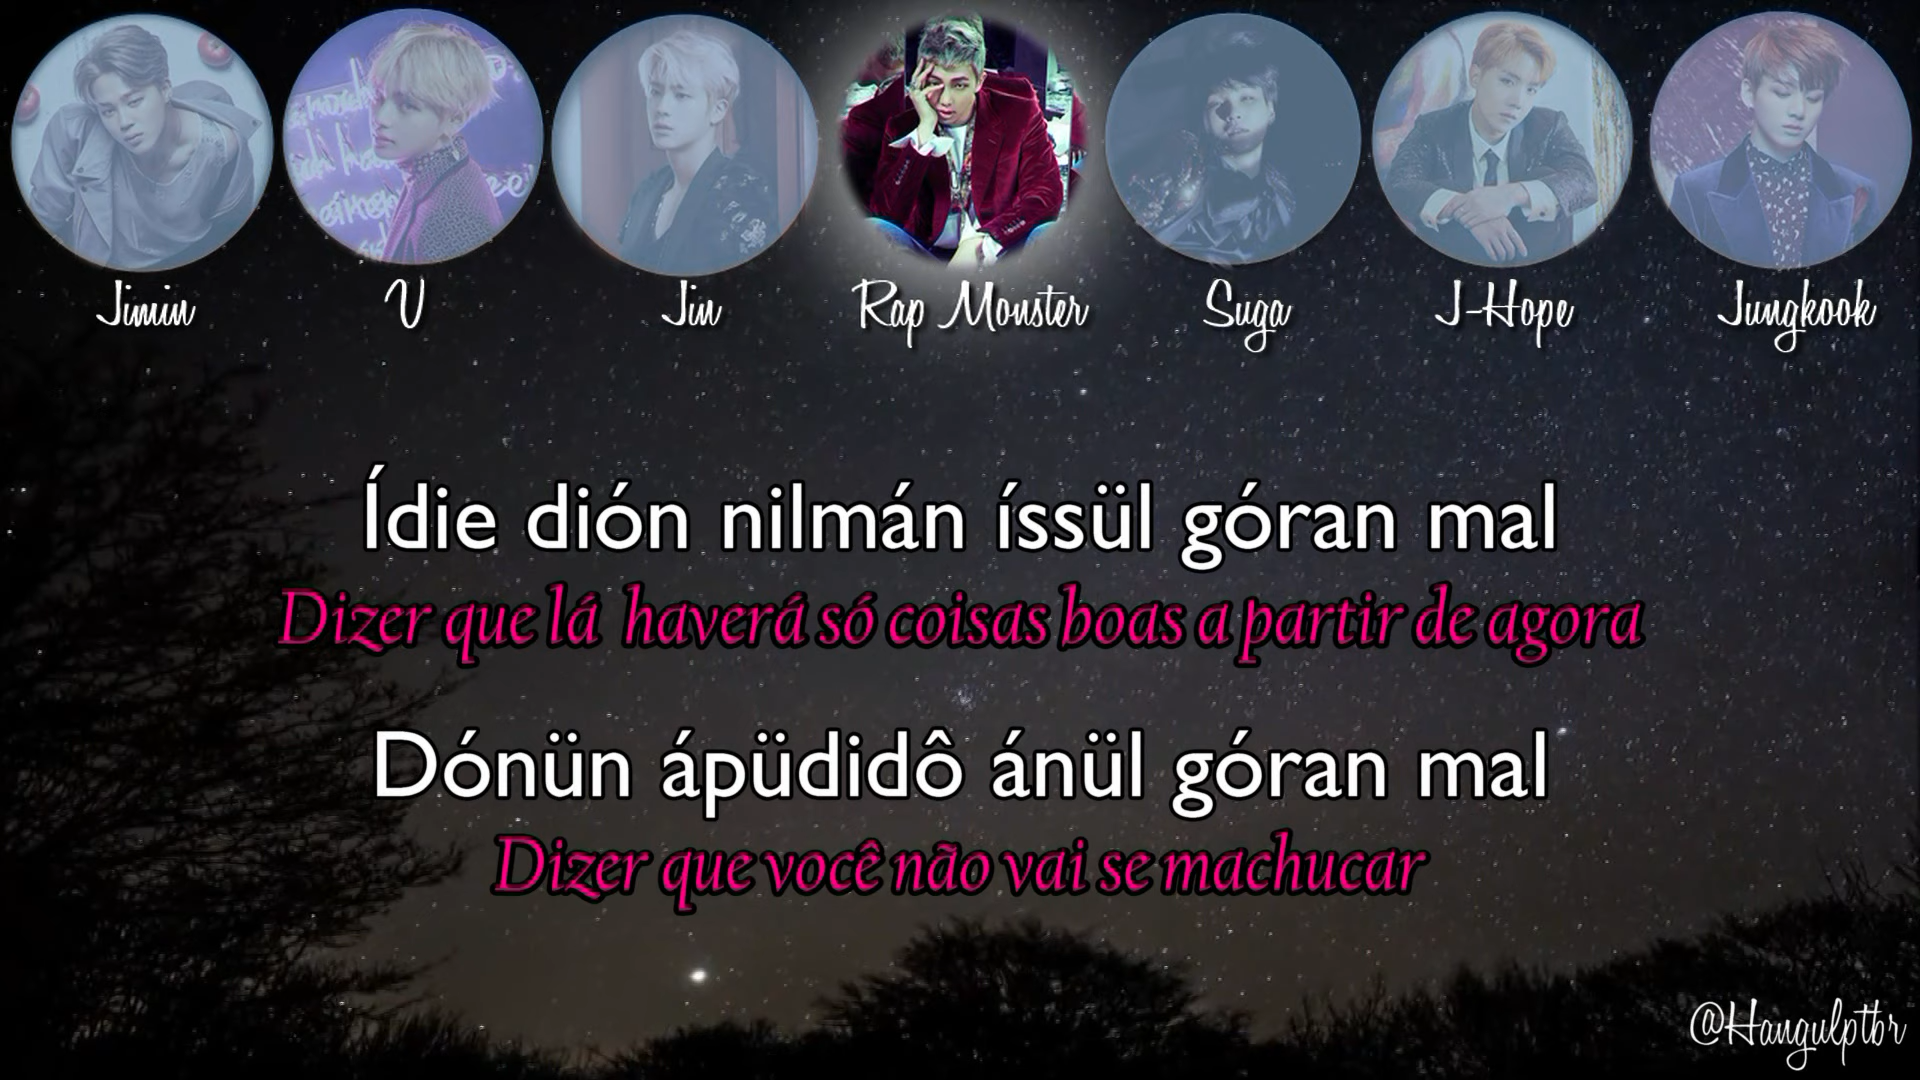 Jimin V Jin Rap Monster Suga J-Hope Jungkook
Ídie dión nilmán íssül góran mal
Dizer que lá haverá só coisas boas a partir de agora
Dónün ápüdidô ánül góran mal
Dizer que você não vai se machucar
@Hangulptbr